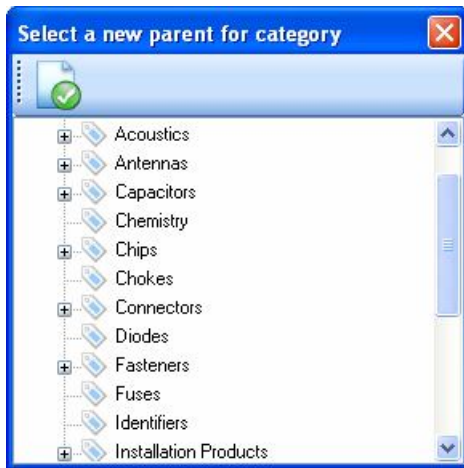 Select a new parent for category
Acoustics
Antennas
Capacitors
Chemistry
Chips
Chokes
Connectors
Diodes
Fasteners
Fuses
Identifiers
Installation Products